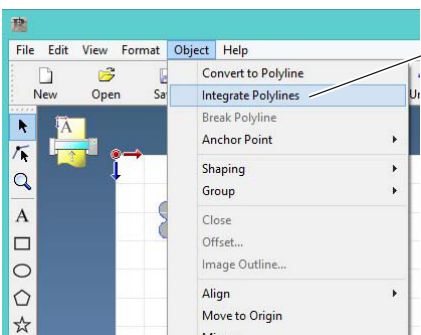 File Edit View Format Object Help
New Open Sa
Convert to Polyline
Integrate Polylines
Break Polyline
Anchor Point
Shaping
Group
Close
Offset...
Image Outline...
Align
Move to Origin
A
A